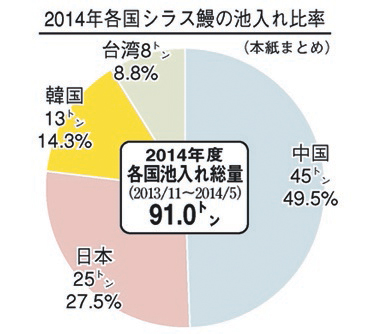 2014年各国シラス鰻の池入れ比率
(本紙まとめ)
台湾8㌧
8.8%
韓国
13㌧
14.3%
中国
45㌧
49.5%
2014年度
各国池入れ総量
(2013/11〜2014/5)
91.0㌧
日本
25㌧
27.5%